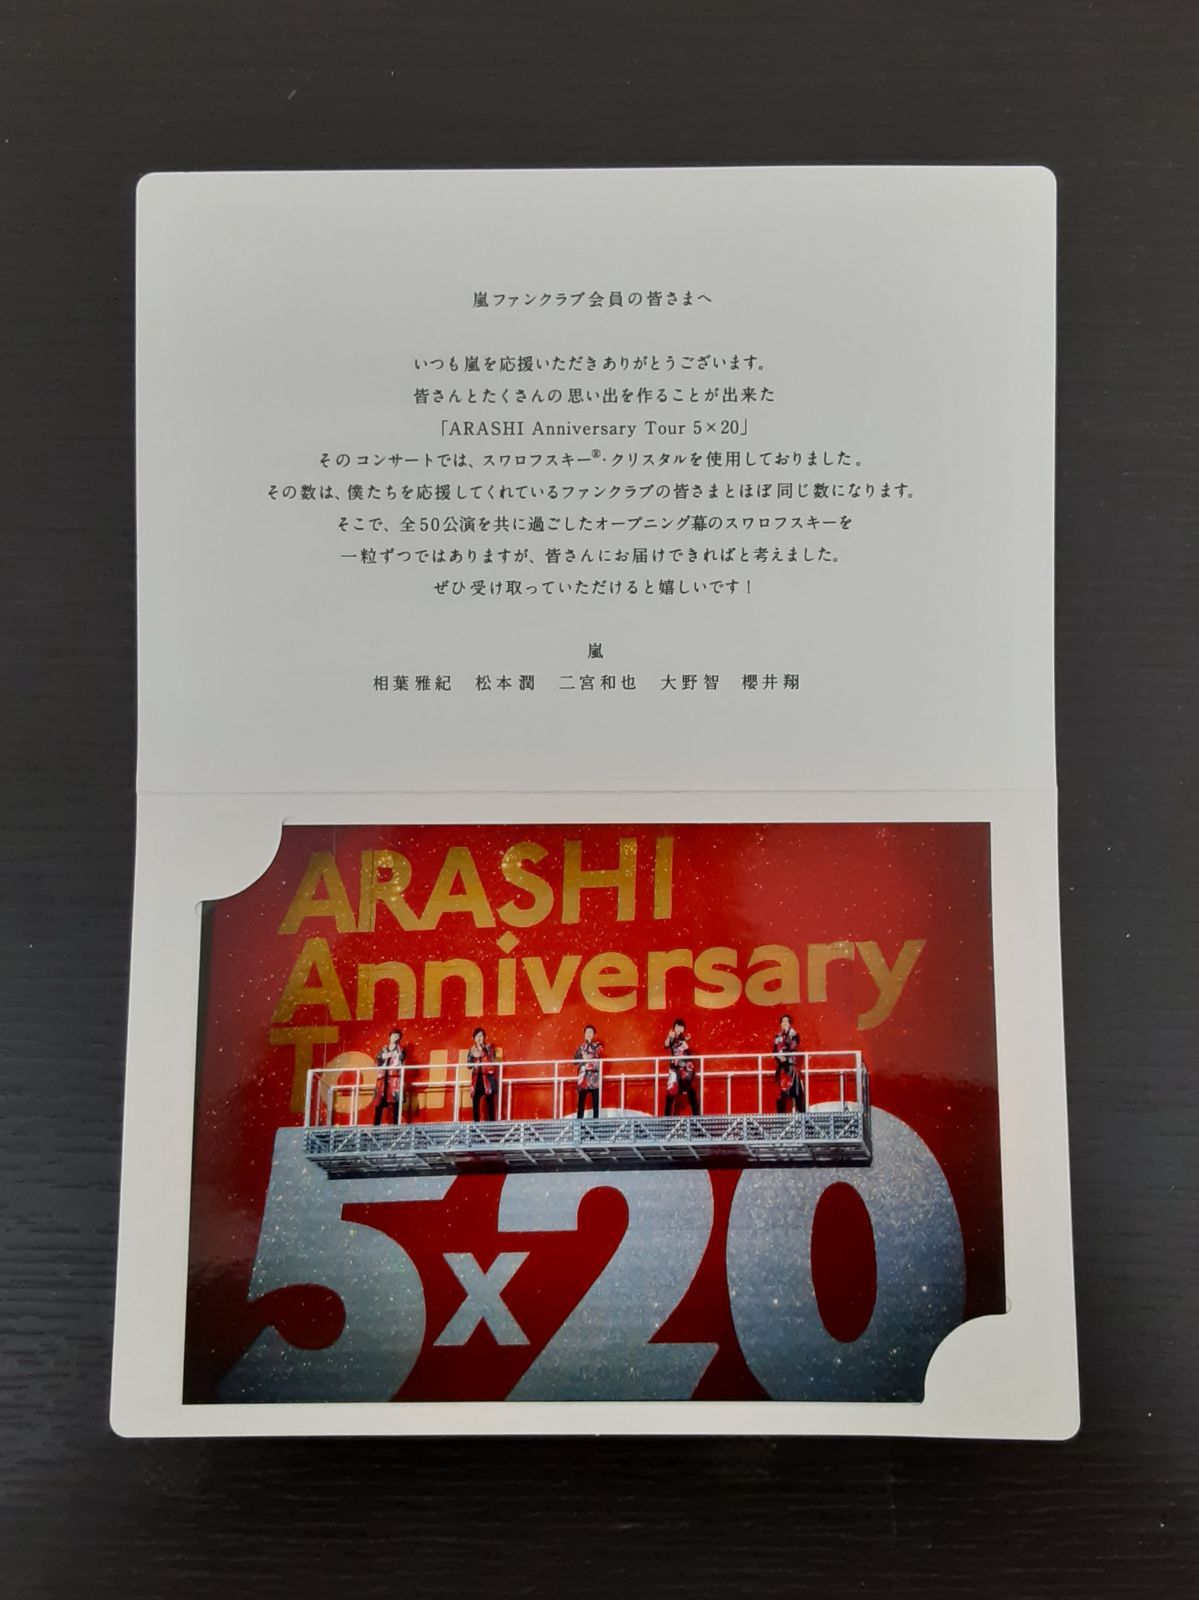 嵐ファンクラブ会員の皆さまへ
いつも嵐を応援いただきありがとうございます。
皆さんとたくさんの思い出を作ることが出来た
「ARASHI Anniversary Tour 5×20」
そのコンサートでは、スワロフスキー®・クリスタルを使用しておりました。
その数は、僕たちを応援してくれているファンクラブの皆さまとほぼ同じ数になります。
そこで、全50公演を共に過ごしたオープニング幕のスワロフスキーを
一粒ずつではありますが、皆さんにお届けできればと考えました。
ぜひ受け取っていただけると嬉しいです！
嵐
相葉雅紀　松本潤　二宮和也　大野智　櫻井翔
ARASHI
Anniversary
Tour
5x20